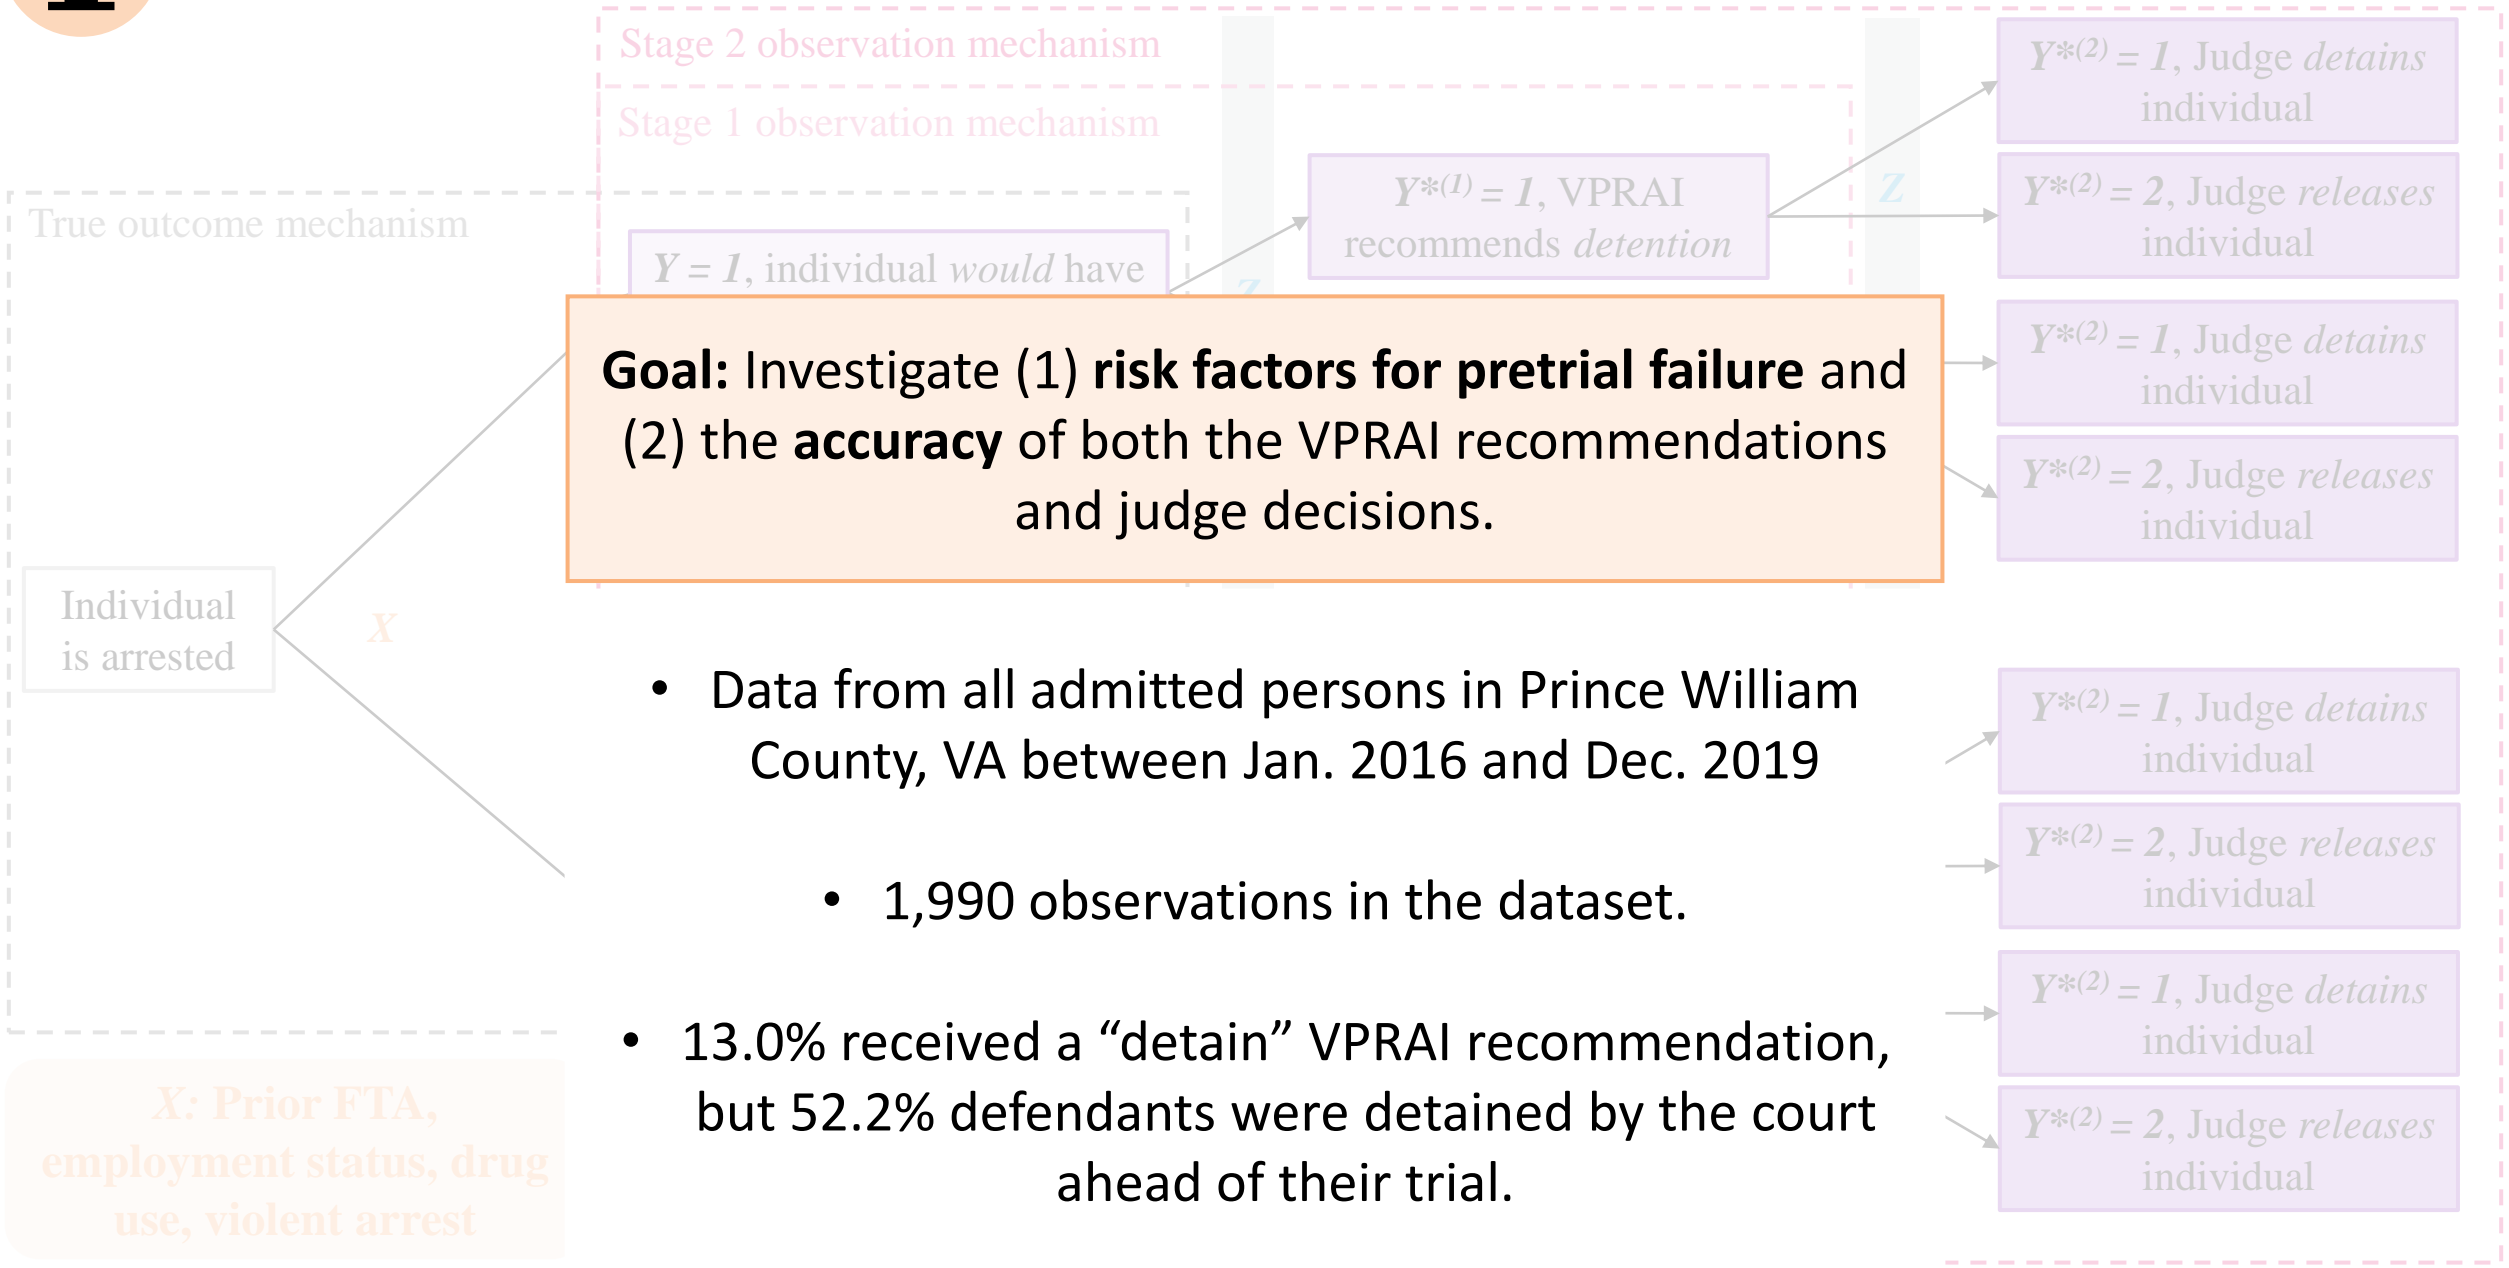 Stage 2 observation mechanism
Stage 1 observation mechanism
True outcome mechanism
Y = 1, individual would have
Y*(1) = 1, VPRAI
recommends detention
Z
Z
Y*(2) = 1, Judge detains
individual
Y*(2) = 2, Judge releases
individual
Y*(2) = 1, Judge detains
individual
Y*(2) = 2, Judge releases
individual
Goal: Investigate (1) risk factors for pretrial failure and
(2) the accuracy of both the VPRAI recommendations
and judge decisions.
Individual
is arrested
X
• Data from all admitted persons in Prince William
County, VA between Jan. 2016 and Dec. 2019
• 1,990 observations in the dataset.
• 13.0% received a “detain” VPRAI recommendation,
but 52.2% defendants were detained by the court
ahead of their trial.
Y*(2) = 1, Judge detains
individual
Y*(2) = 2, Judge releases
individual
Y*(2) = 1, Judge detains
individual
Y*(2) = 2, Judge releases
individual
X: Prior FTA,
employment status, drug
use, violent arrest